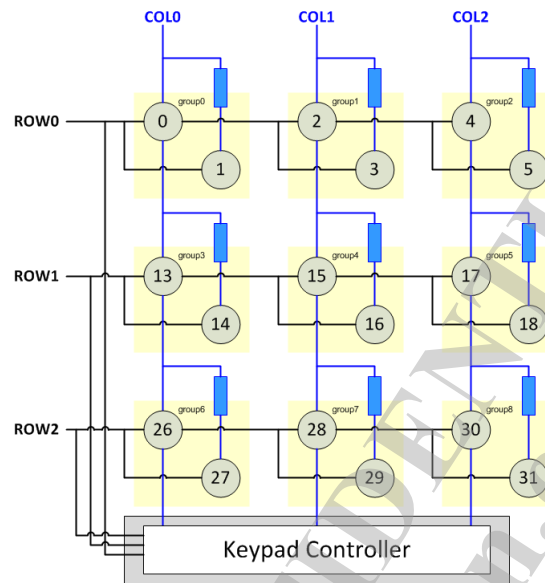 COL0 COL1 COL2
group0 group1 group2
ROW0 0 2 4
1 3 5
group3 group4 group5
ROW1 13 15 17
14 16 18
group6 group7 group8
ROW2 26 28 30
27 29 31
Keypad Controller